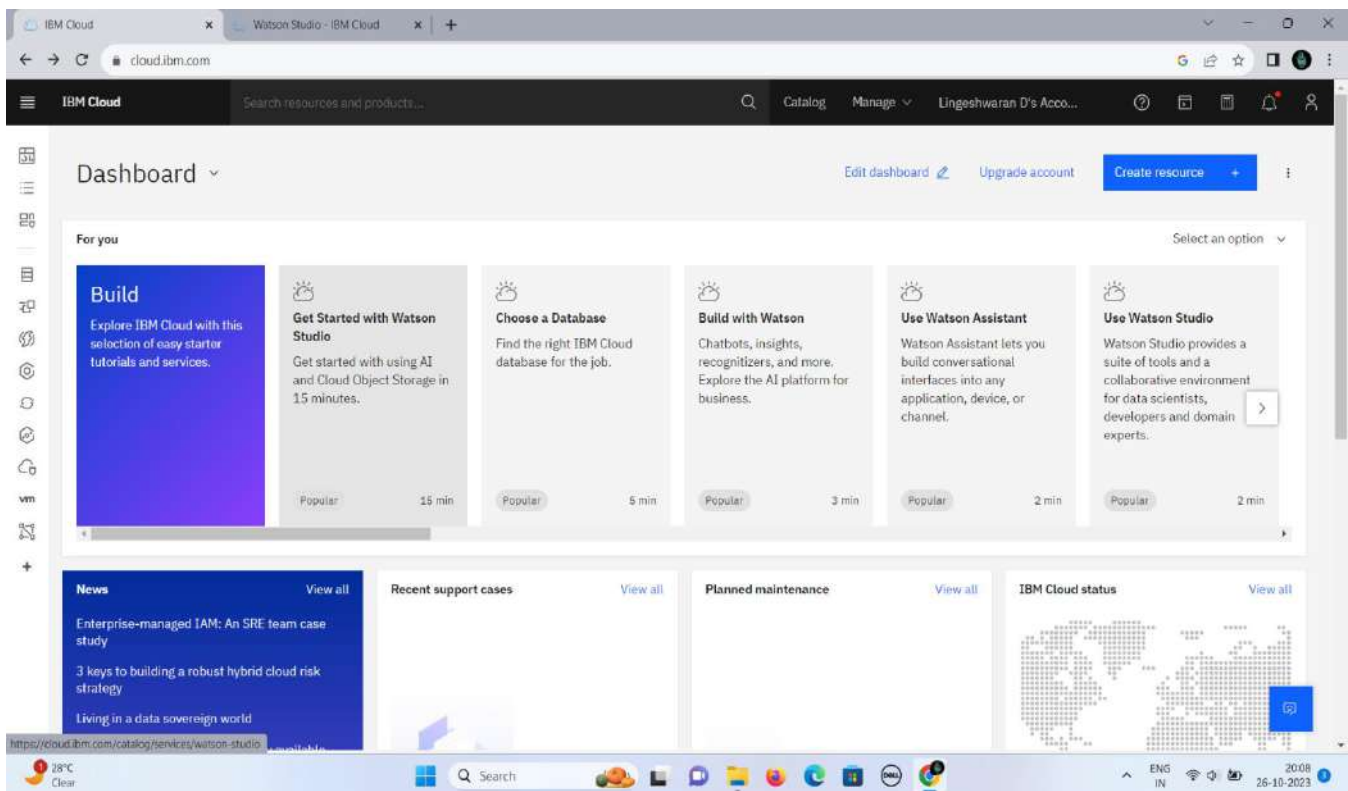 IBM Cloud
Watson Studio - IBM Cloud
cloud.ibm.com
IBM Cloud
Search resources and products...
Catalog
Manage
Lingeshwaran D's Acco...
Dashboard
Edit dashboard
Upgrade account
Create resource +
For you
Select an option
Build
Explore IBM Cloud with this
selection of easy starter
tutorials and services.
Get Started with Watson
Studio
Get started with using AI
and Cloud Object Storage in
15 minutes.
Popular
15 min
Choose a Database
Find the right IBM Cloud
database for the job.
Popular
5 min
Build with Watson
Chatbots, insights,
recognizers, and more.
Explore the AI platform for
business.
Popular
3 min
Use Watson Assistant
Watson Assistant lets you
build conversational
interfaces into any
application, device, or
channel.
Popular
2 min
Use Watson Studio
Watson Studio provides a
suite of tools and a
collaborative environment
for data scientists,
developers and domain
experts.
Popular
2 min
vm
News
View all
Enterprise-managed IAM: An SRE team case
study
3 keys to building a robust hybrid cloud risk
strategy
Living in a data sovereign world
Recent support cases
View all
Planned maintenance
View all
IBM Cloud status
View all
https://cloud.ibm.com/catalog/services/watson-studio
28°C
Clear
Search
DELL
ENG
IN
20:08
26-10-2023